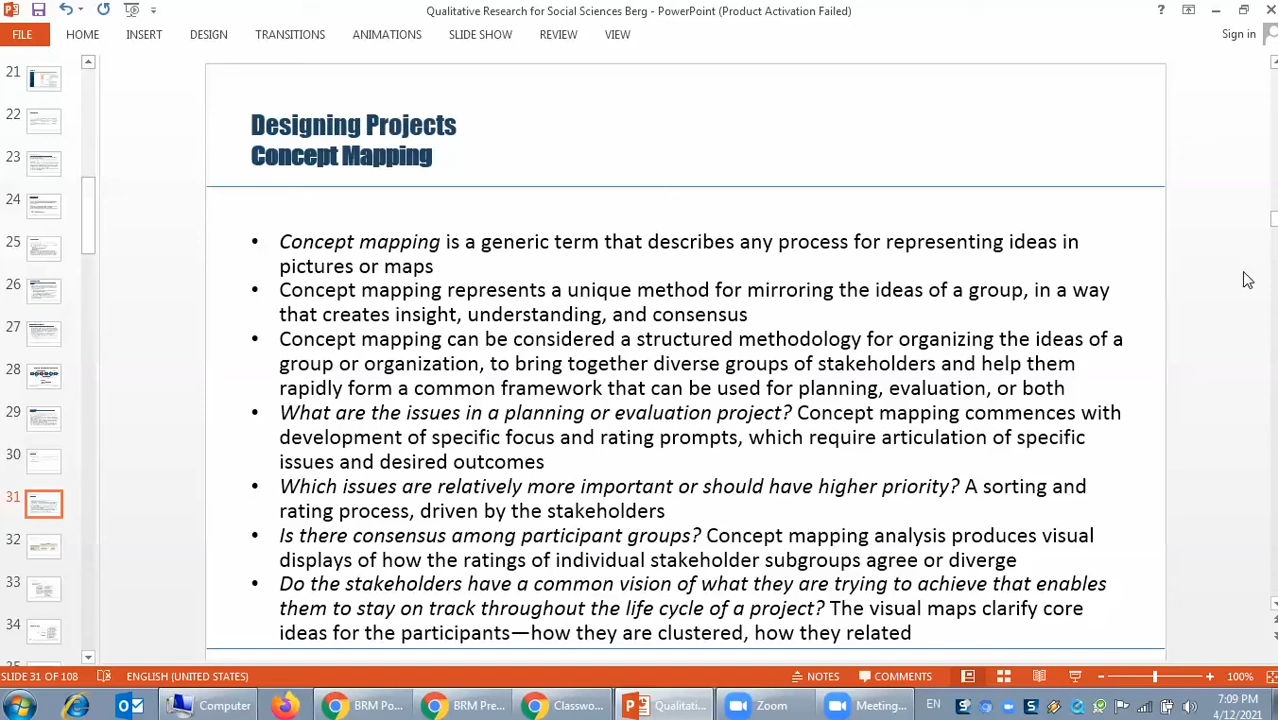 Qualitative Research for Social Sciences Berg - PowerPoint (Product Activation Failed)
?
FILE HOME INSERT DESIGN TRANSITIONS ANIMATIONS SLIDE SHOW REVIEW VIEW Sign in
21
22
23
24
25
26
27
28
29
30
31
32
33
34
Designing Projects
Concept Mapping
• Concept mapping is a generic term that describes any process for representing ideas in
pictures or maps
• Concept mapping represents a unique method for mirroring the ideas of a group, in a way
that creates insight, understanding, and consensus
• Concept mapping can be considered a structured methodology for organizing the ideas of a
group or organization, to bring together diverse groups of stakeholders and help them
rapidly form a common framework that can be used for planning, evaluation, or both
• What are the issues in a planning or evaluation project? Concept mapping commences with
development of specific focus and rating prompts, which require articulation of specific
issues and desired outcomes
• Which issues are relatively more important or should have higher priority? A sorting and
rating process, driven by the stakeholders
• Is there consensus among participant groups? Concept mapping analysis produces visual
displays of how the ratings of individual stakeholder subgroups agree or diverge
• Do the stakeholders have a common vision of what they are trying to achieve that enables
them to stay on track throughout the life cycle of a project? The visual maps clarify core
ideas for the participants—how they are clustered, how they related
SLIDE 31 OF 108 ENGLISH (UNITED STATES) NOTES COMMENTS 100%
Computer BRM Po... BRM Pre... Classwo... Qualitati... Zoom Meeting... EN 7:09 PM
4/12/2021